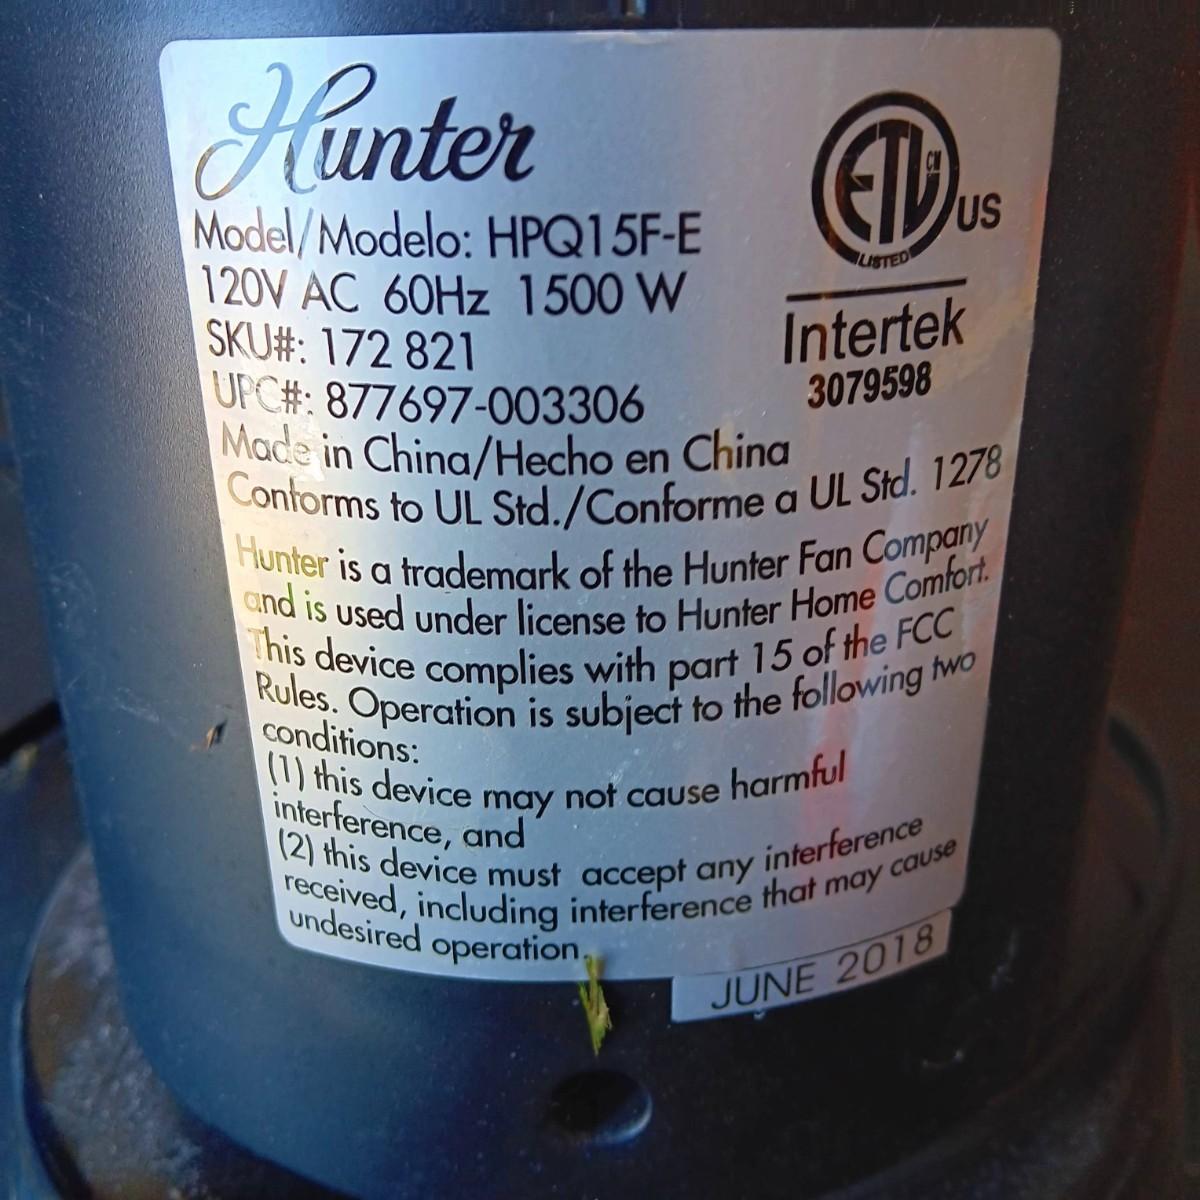 Hunter
Model/Modelo: HPQ15F-E
120V AC 60Hz 1500 W
SKU#: 172 821
UPC#: 877697-003306
Made in China/Hecho en China
Conforms to UL Std./Conforme a UL Std. 1278
Hunter is a trademark of the Hunter Fan Company
and is used under license to Hunter Home Comfort.
This device complies with part 15 of the FCC
Rules. Operation is subject to the following two
conditions:
(1) this device may not cause harmful
interference, and
(2) this device must accept any interference
received, including interference that may cause
undesired operation.
ETL CM US
LISTED
Intertek
3079598
JUNE 2018